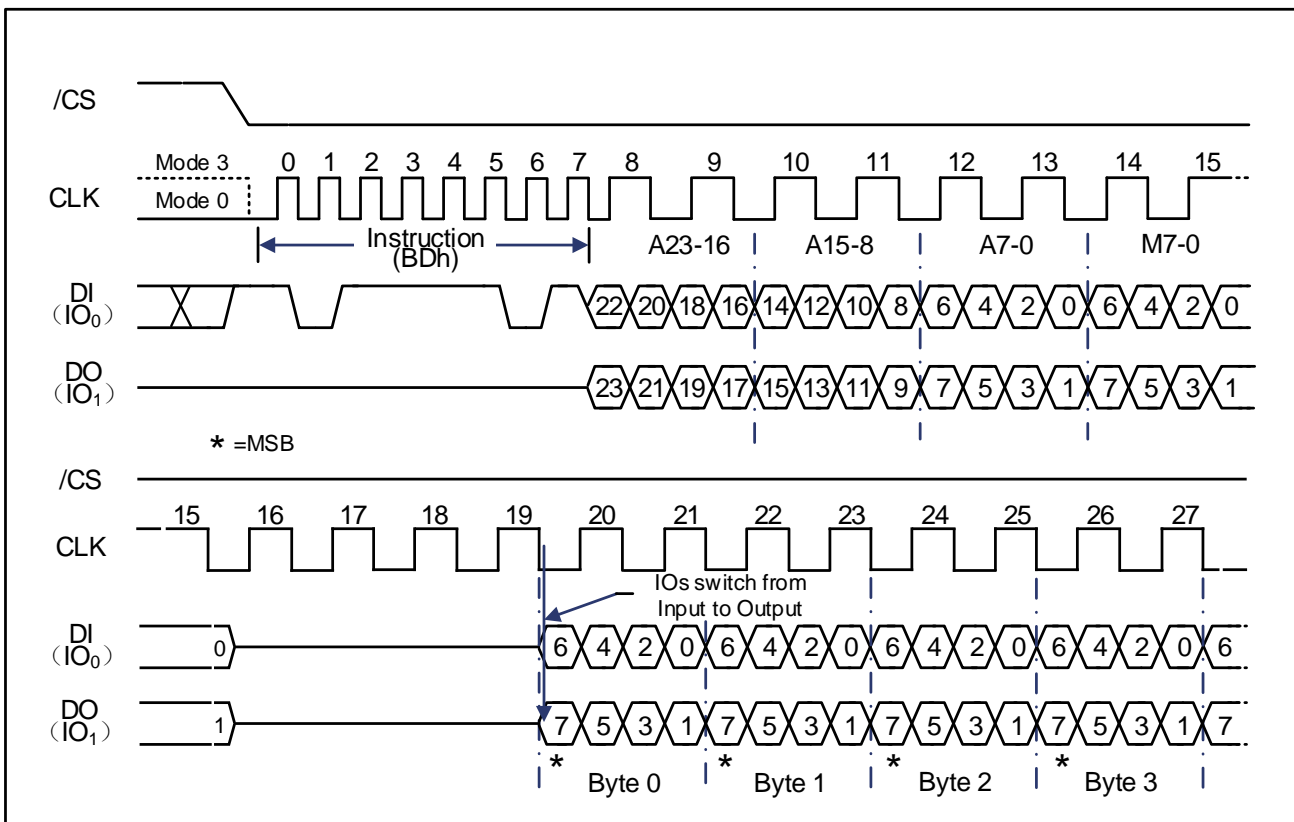 /CS
Mode 3 0 1 2 3 4 5 6 7 8 9 10 11 12 13 14 15
CLK Mode 0
Instruction
(BDh)
A23-16 A15-8 A7-0 M7-0
DI
（IO₀） 22 20 18 16 14 12 10 8 6 4 2 0 6 4 2 0
DO
（IO₁） 23 21 19 17 15 13 11 9 7 5 3 1 7 5 3 1
* =MSB
/CS
15 16 17 18 19 20 21 22 23 24 25 26 27
CLK
IOs switch from
Input to Output
DI
（IO₀） 0 6 4 2 0 6 4 2 0 6 4 2 0 6 4 2 0 6
DO
（IO₁） 1 7 5 3 1 7 5 3 1 7 5 3 1 7 5 3 1 7
* * * *
Byte 0 Byte 1 Byte 2 Byte 3